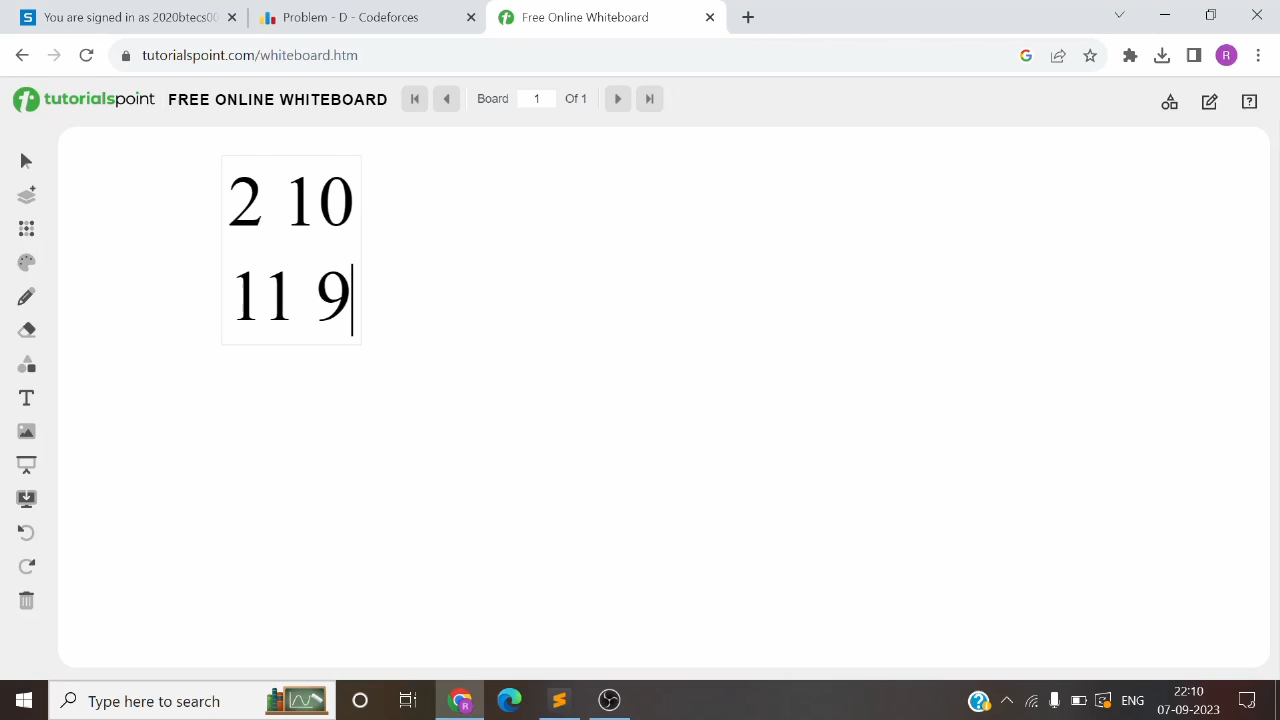 You are signed in as 2020btecs00
Problem - D - Codeforces
Free Online Whiteboard
tutorialspoint.com/whiteboard.htm
R
tutorialspoint
FREE ONLINE WHITEBOARD
Board 1 Of 1
2 10
11 9
Type here to search
ENG
22:10
07-09-2023